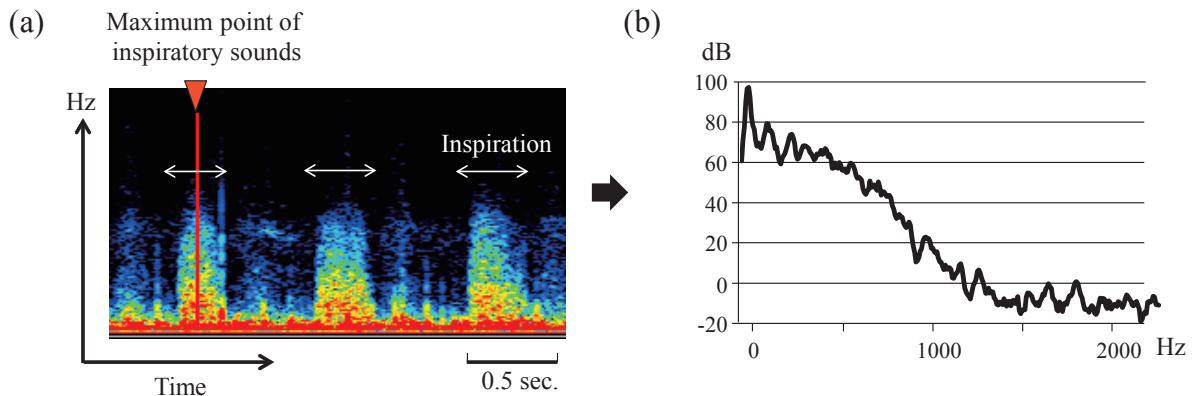 (a)
Maximum point of
inspiratory sounds
Hz
Inspiration
Time
0.5 sec.
(b)
dB
100
80
60
40
20
0
-20
0
1000
2000
Hz